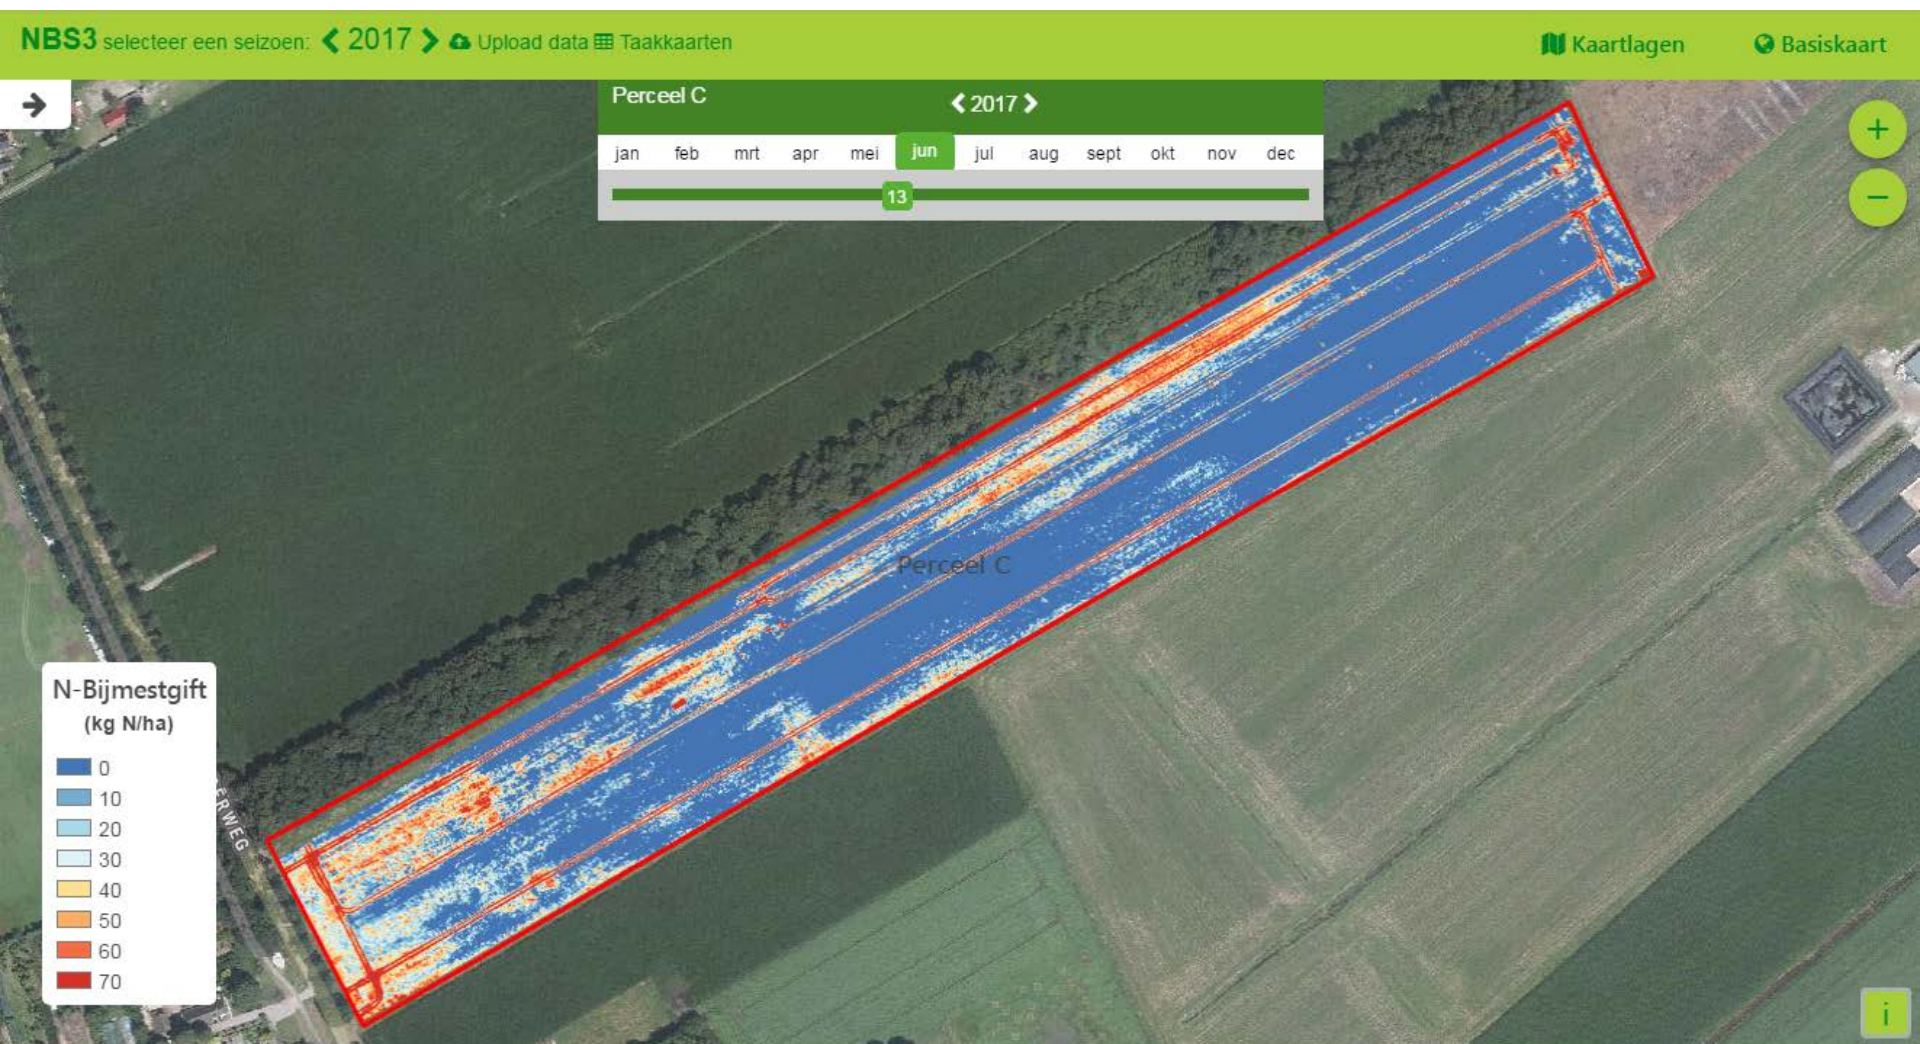 NBS3 selecteer een seizoen: 2017 Upload data Taakkaarten
Kaartlagen Basiskaart
Perceel C 2017
jan feb mrt apr mei jun jul aug sept okt nov dec
13
+
−
Perceel C
N-Bijmestgift
(kg N/ha)
0
10
20
30
40
50
60
70
ERWEG
i